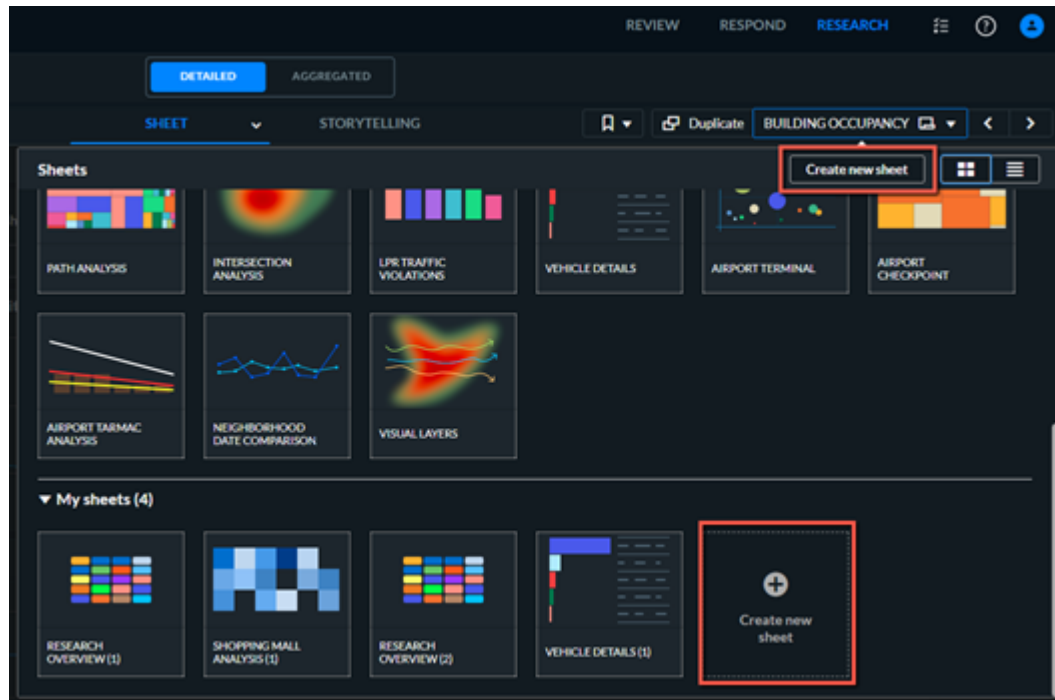 REVIEW RESPOND RESEARCH
DETAILED AGGREGATED
SHEET STORYTELLING Duplicate BUILDING OCCUPANCY
Sheets Create new sheet
PATH ANALYSIS
INTERSECTION
ANALYSIS
LPR TRAFFIC
VIOLATIONS
VEHICLE DETAILS
AIRPORT TERMINAL
AIRPORT
CHECKPOINT
AIRPORT TARMAC
ANALYSIS
NEIGHBORHOOD
DATE COMPARISON
VISUAL LAYERS
My sheets (4)
RESEARCH
OVERVIEW (1)
SHOPPING MALL
ANALYSIS (1)
RESEARCH
OVERVIEW (2)
VEHICLE DETAILS (1)
Create new
sheet